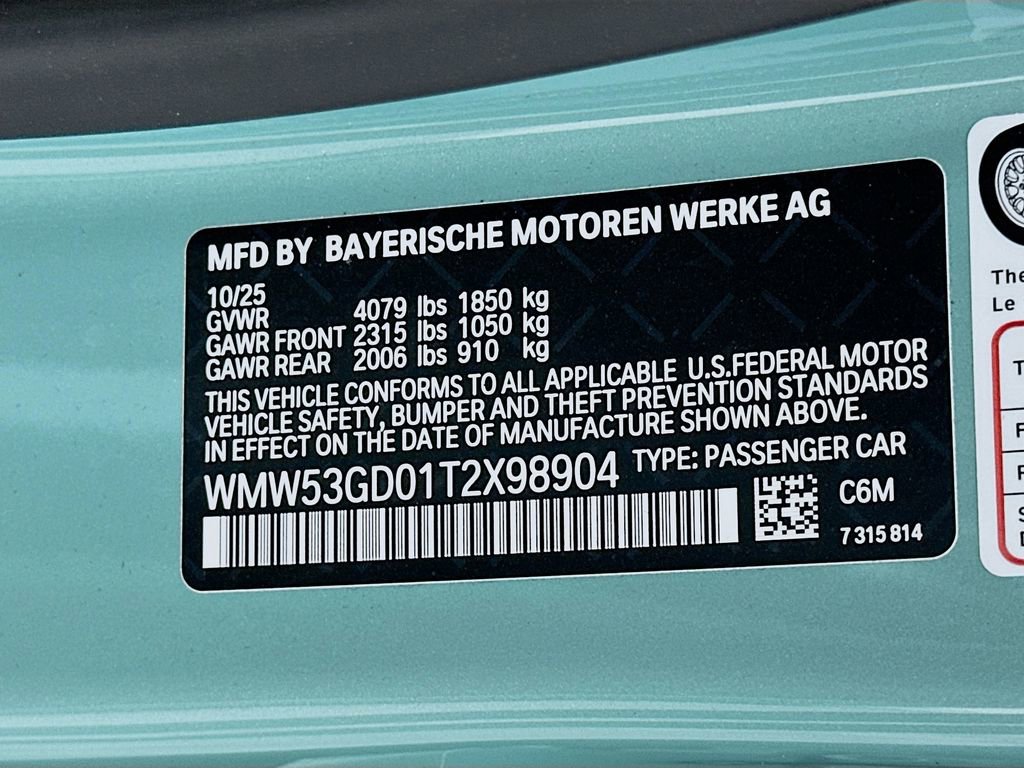 MFD BY BAYERISCHE MOTOREN WERKE AG
10/25
GVWR 4079 lbs 1850 kg
GAWR FRONT 2315 lbs 1050 kg
GAWR REAR 2006 lbs 910 kg
THIS VEHICLE CONFORMS TO ALL APPLICABLE U.S.FEDERAL MOTOR
VEHICLE SAFETY, BUMPER AND THEFT PREVENTION STANDARDS
IN EFFECT ON THE DATE OF MANUFACTURE SHOWN ABOVE.
WMW53GD01T2X98904 TYPE: PASSENGER CAR
C6M
7 315 814
The
Le